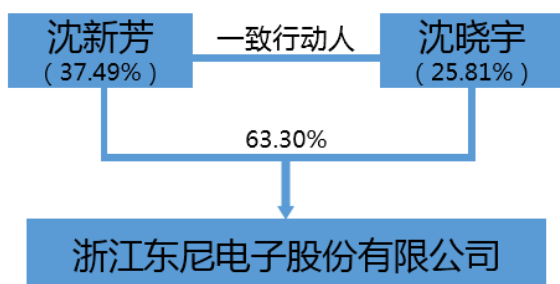 沈新芳
（37.49%）
一致行动人
沈晓宇
（25.81%）
63.30%
浙江东尼电子股份有限公司